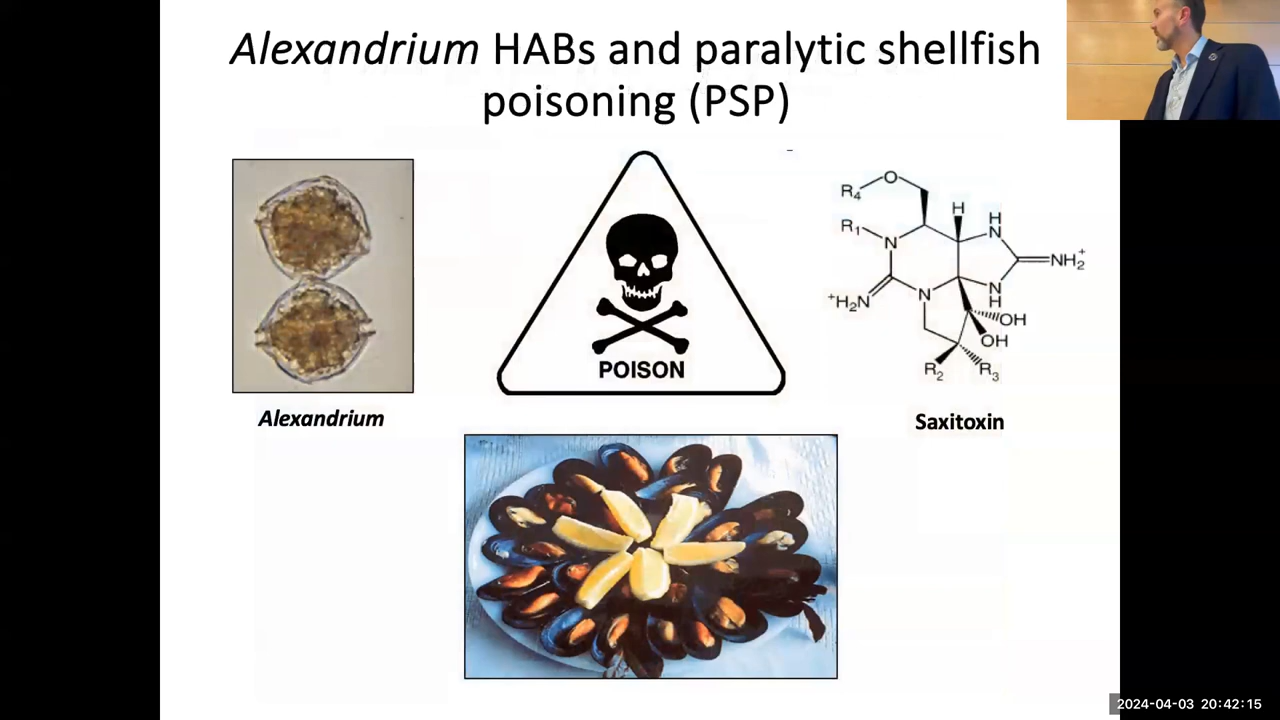 Alexandrium HABs and paralytic shellfish
poisoning (PSP)
POISON
R4
O
R1
N
H
H
N
NH2+
+H2N
N
N
H
OH
OH
R2
R3
Alexandrium
Saxitoxin
2024-04-03 20:42:15